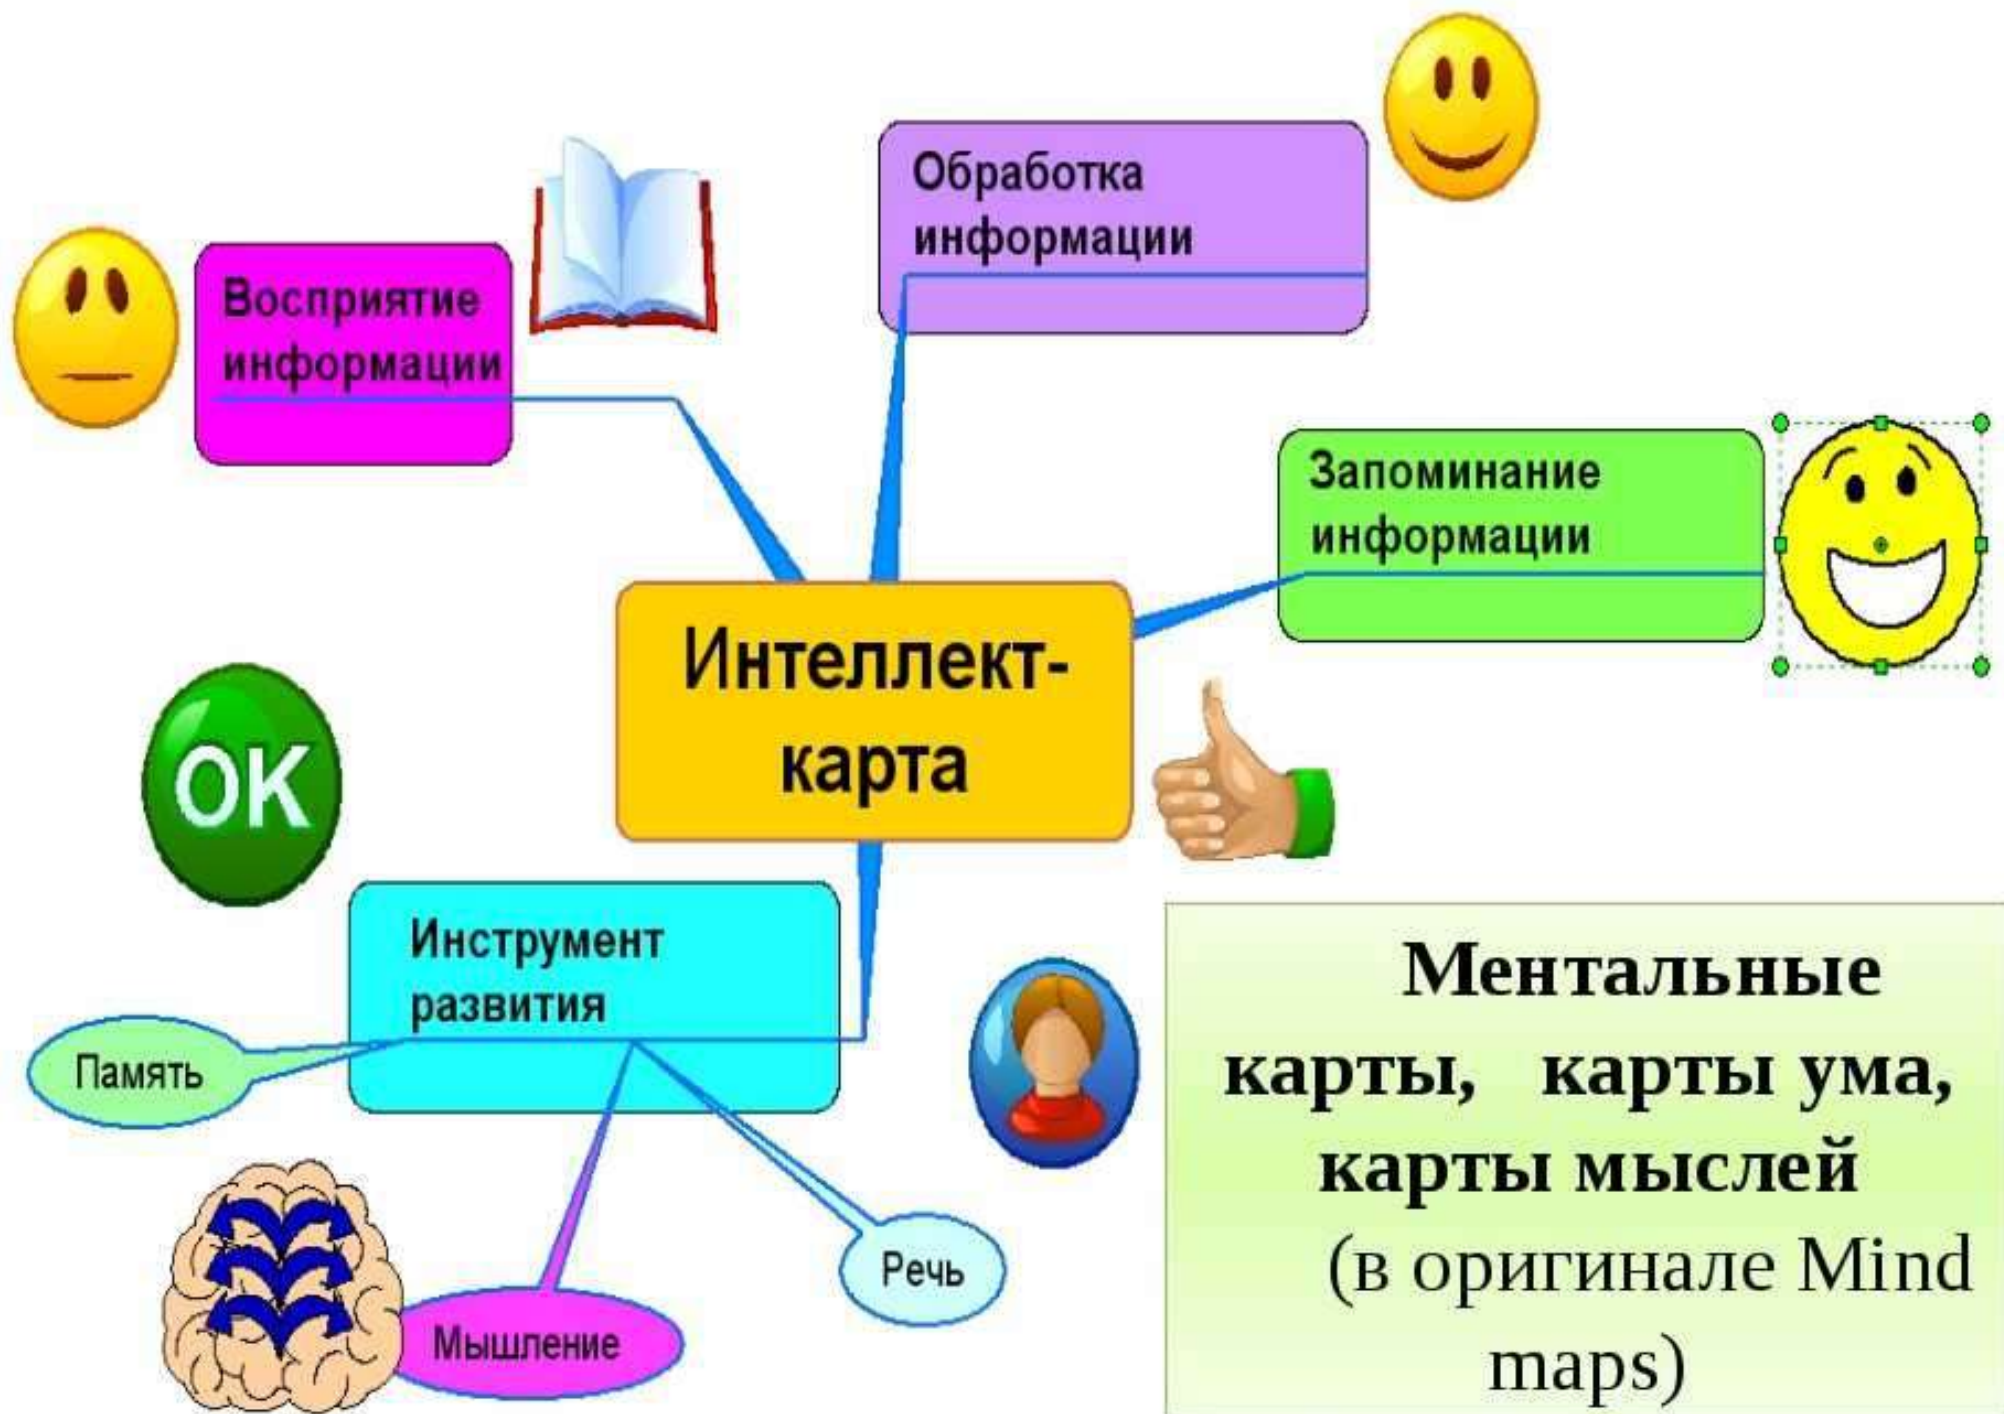 Обработка
информации
Восприятие
информации
Запоминание
информации
Интеллект-
карта
OK
Инструмент
развития
Память
Речь
Мышление
Ментальные
карты, карты ума,
карты мыслей
(в оригинале Mind
maps)